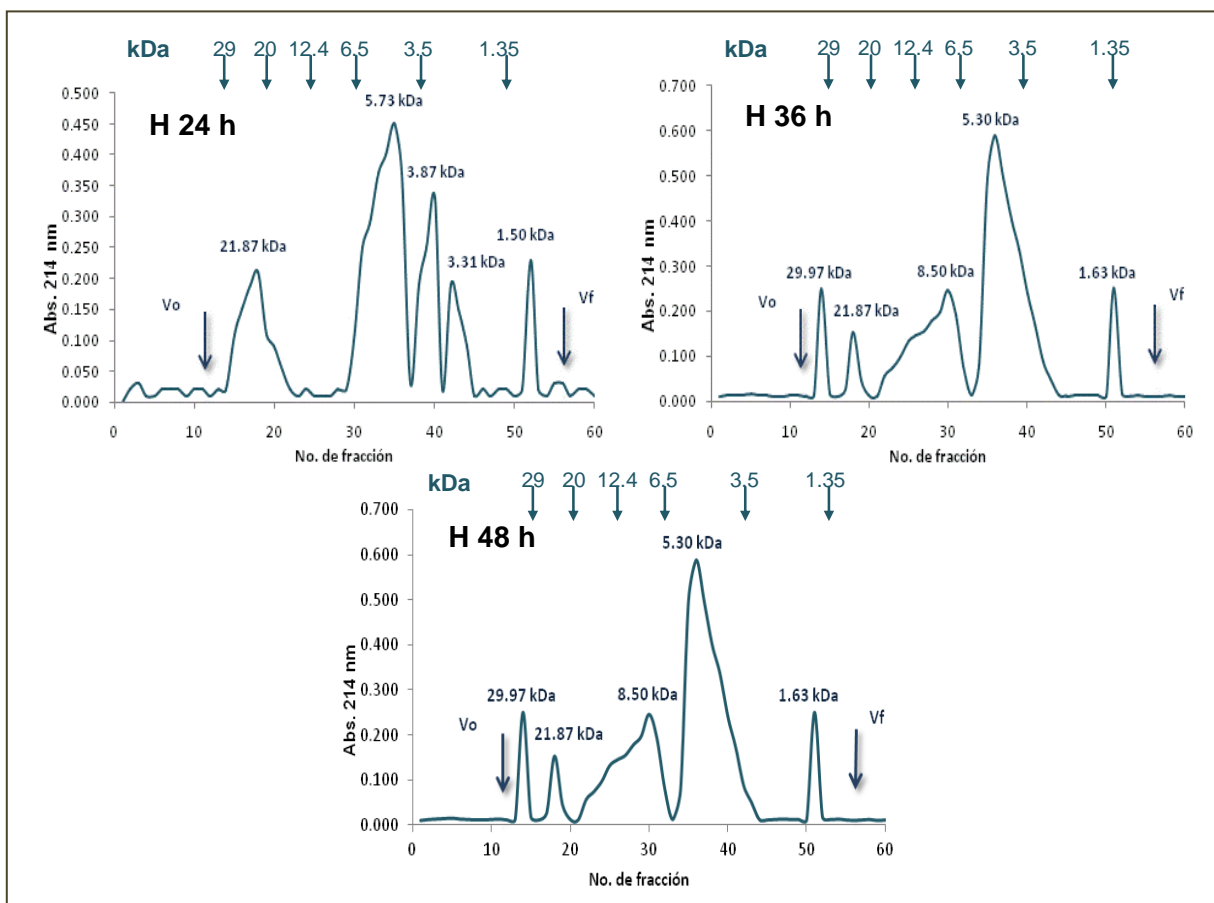 kDa 29 20 12.4 6.5 3.5 1.35
H 24 h
Abs. 214 nm
0.500
0.450
0.400
0.350
0.300
0.250
0.200
0.150
0.100
0.050
0.000
Vo
21.87 kDa
5.73 kDa
3.87 kDa
3.31 kDa
1.50 kDa
Vf
0 10 20 30 40 50 60
No. de fracción
kDa 29 20 12.4 6.5 3.5 1.35
H 36 h
Abs. 214 nm
0.700
0.600
0.500
0.400
0.300
0.200
0.100
0.000
Vo
29.97 kDa
21.87 kDa
8.50 kDa
5.30 kDa
1.63 kDa
Vf
0 10 20 30 40 50 60
No. de fracción
kDa 29 20 12.4 6.5 3.5 1.35
H 48 h
Abs. 214 nm
0.700
0.600
0.500
0.400
0.300
0.200
0.100
0.000
Vo
29.97 kDa
21.87 kDa
8.50 kDa
5.30 kDa
1.63 kDa
Vf
0 10 20 30 40 50 60
No. de fracción